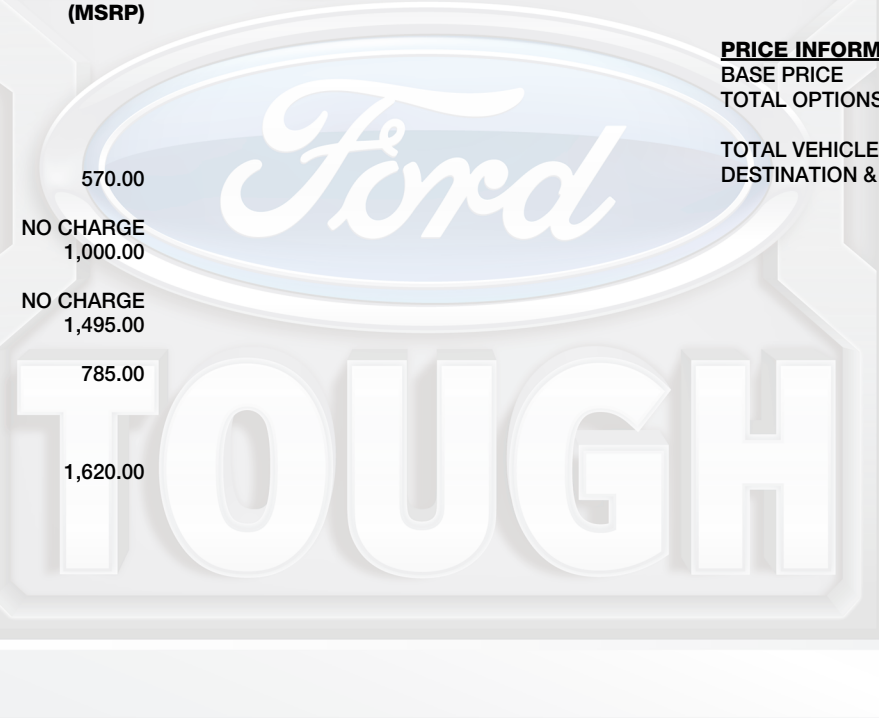 (MSRP)
570.00
NO CHARGE
1,000.00
NO CHARGE
1,495.00
785.00
1,620.00
PRICE INFORM
BASE PRICE
TOTAL OPTIONS
TOTAL VEHICLE
DESTINATION &
Ford
TOUGH